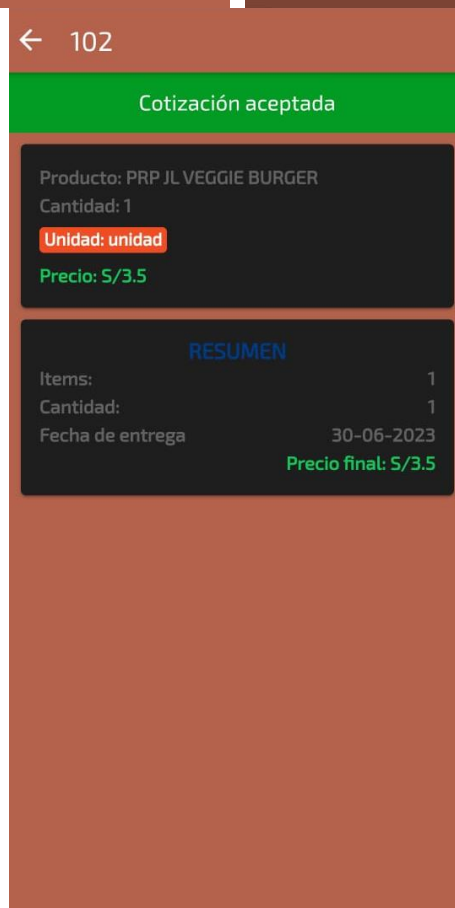 102
Cotización aceptada
Producto: PRP JL VEGGIE BURGER
Cantidad: 1
Unidad: unidad
Precio: S/3.5
RESUMEN
Items: 1
Cantidad: 1
Fecha de entrega 30-06-2023
Precio final: S/3.5